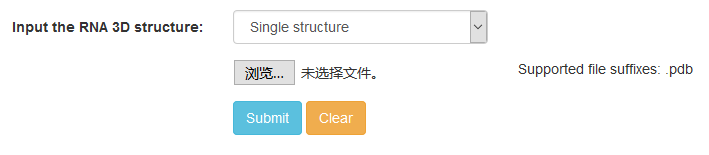 Input the RNA 3D structure: Single structure
浏览... 未选择文件。 Supported file suffixes: .pdb
Submit Clear